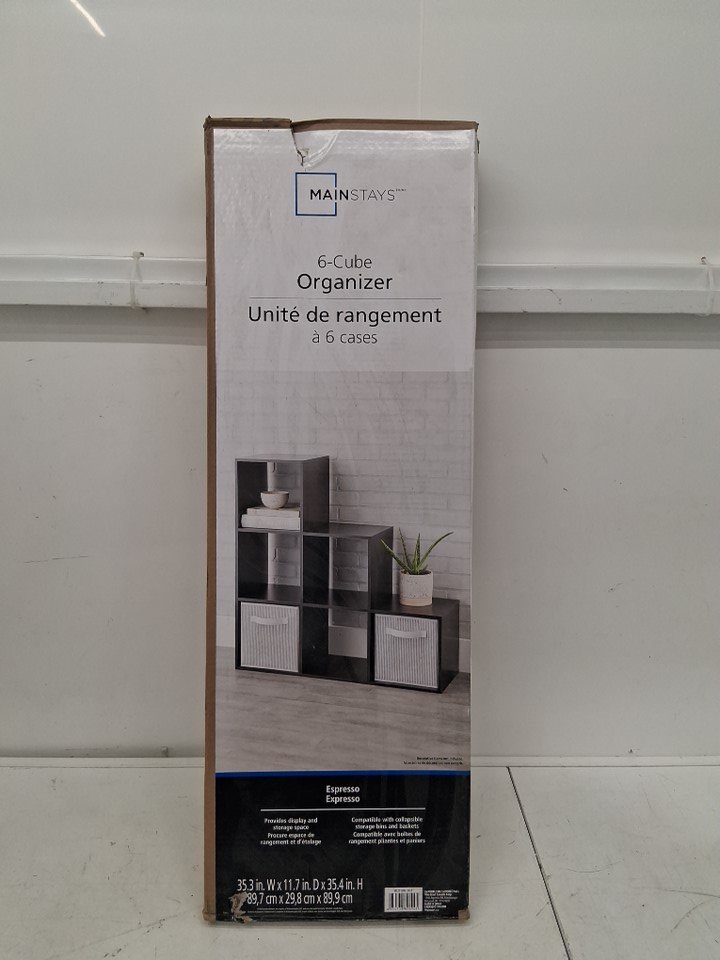 MAINSTAYS
6-Cube
Organizer
Unité de rangement
à 6 cases
Espresso
Expresso
Provides display and
storage space
Procure espace de
rangement et d'étalage
Compatible with collapsible
storage bins and baskets
Compatible avec boîtes de
rangement pliantes et paniers
35.3 in. W x 11.7 in. D x 35.4 in. H
89,7 cm x 29,8 cm x 89,9 cm